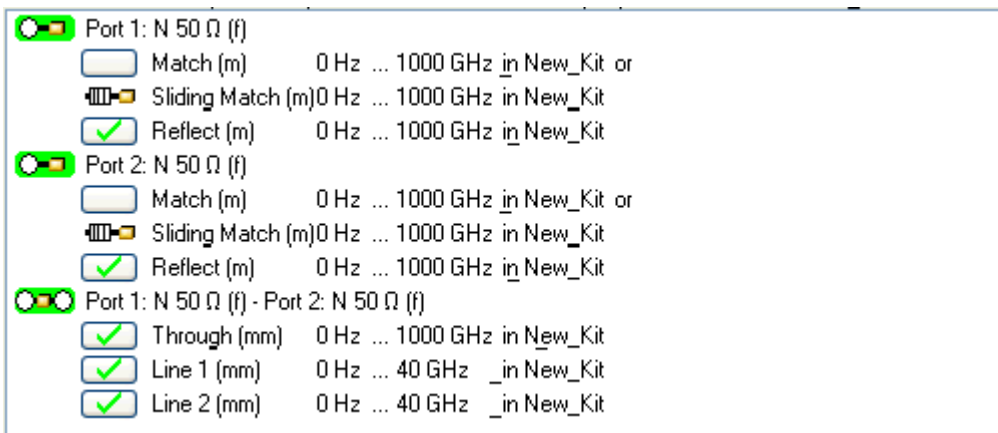 Port 1: N 50 Ω (f)
Match (m) 0 Hz ... 1000 GHz in New_Kit or
Sliding Match (m)0 Hz ... 1000 GHz in New_Kit
Reflect (m) 0 Hz ... 1000 GHz in New_Kit
Port 2: N 50 Ω (f)
Match (m) 0 Hz ... 1000 GHz in New_Kit or
Sliding Match (m)0 Hz ... 1000 GHz in New_Kit
Reflect (m) 0 Hz ... 1000 GHz in New_Kit
Port 1: N 50 Ω (f) - Port 2: N 50 Ω (f)
Through (mm) 0 Hz ... 1000 GHz in New_Kit
Line 1 (mm) 0 Hz ... 40 GHz _in New_Kit
Line 2 (mm) 0 Hz ... 40 GHz _in New_Kit